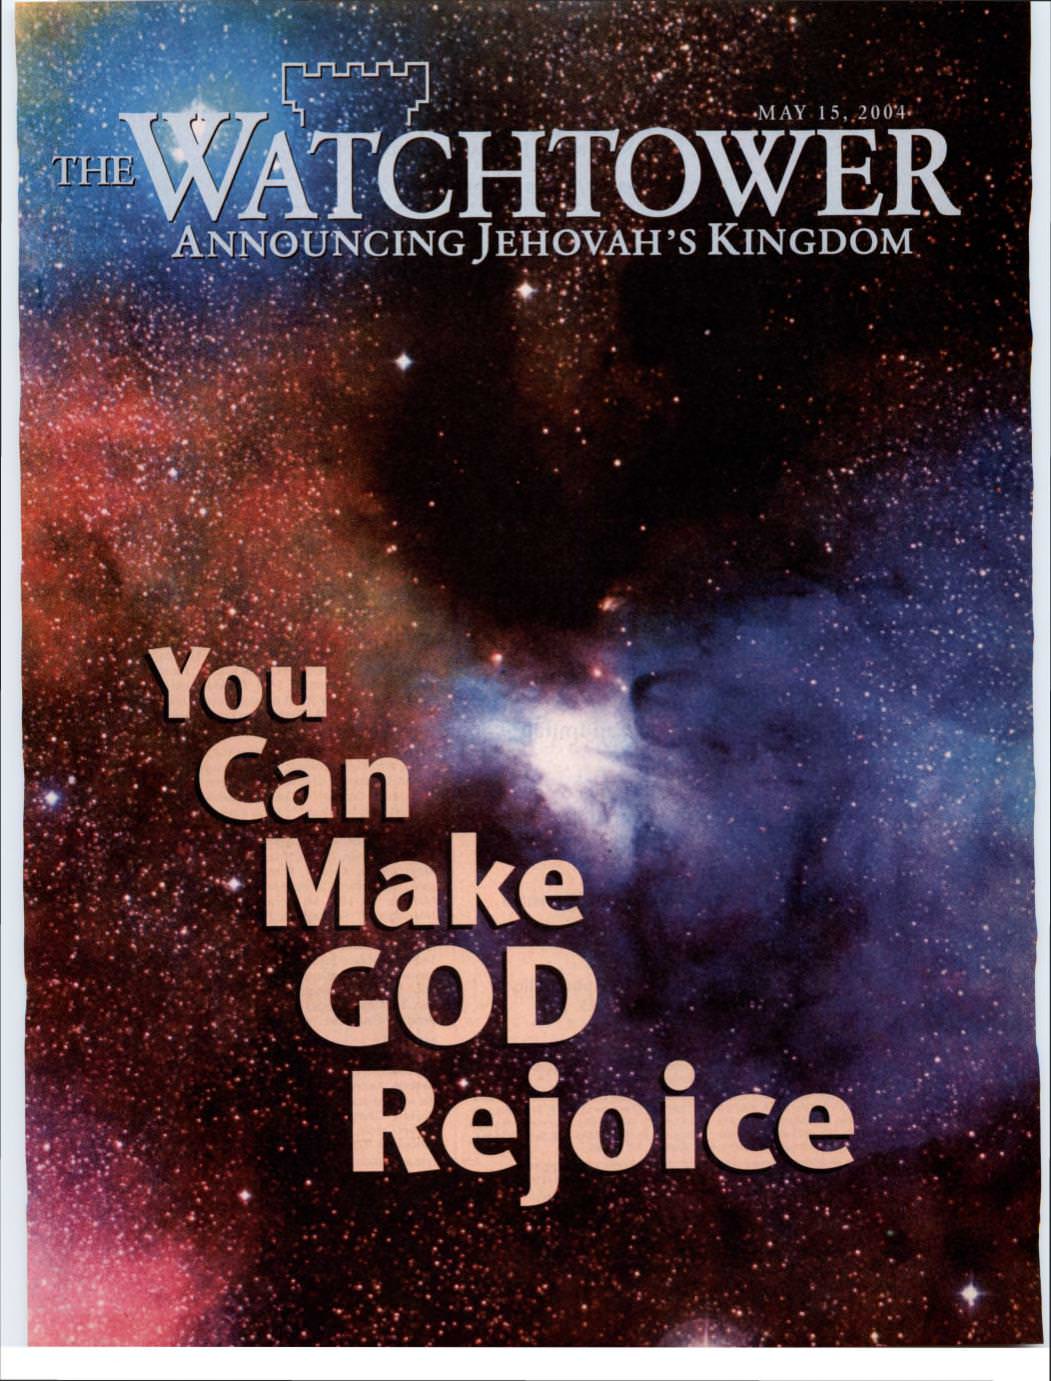 MAY 15, 2004
THE WATCHTOWER
ANNOUNCING JEHOVAH'S KINGDOM
You
Can
Make
GOD
Rejoice